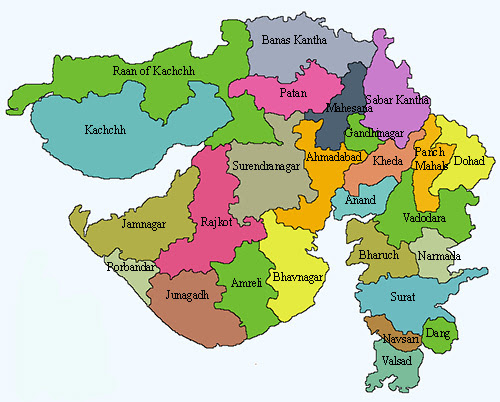 Banas Kantha
Raan of Kachchh
Patan
Sabar Kantha
Mahesana
Kachchh
Gandhinagar
Panch
Mahals
Ahmadabad
Kheda
Dohad
Surendranagar
Anand
Vadodara
Jamnagar
Rajkot
Bharuch
Narmada
Porbandar
Junagadh
Amreli
Bhavnagar
Surat
Navsari
Dang
Valsad